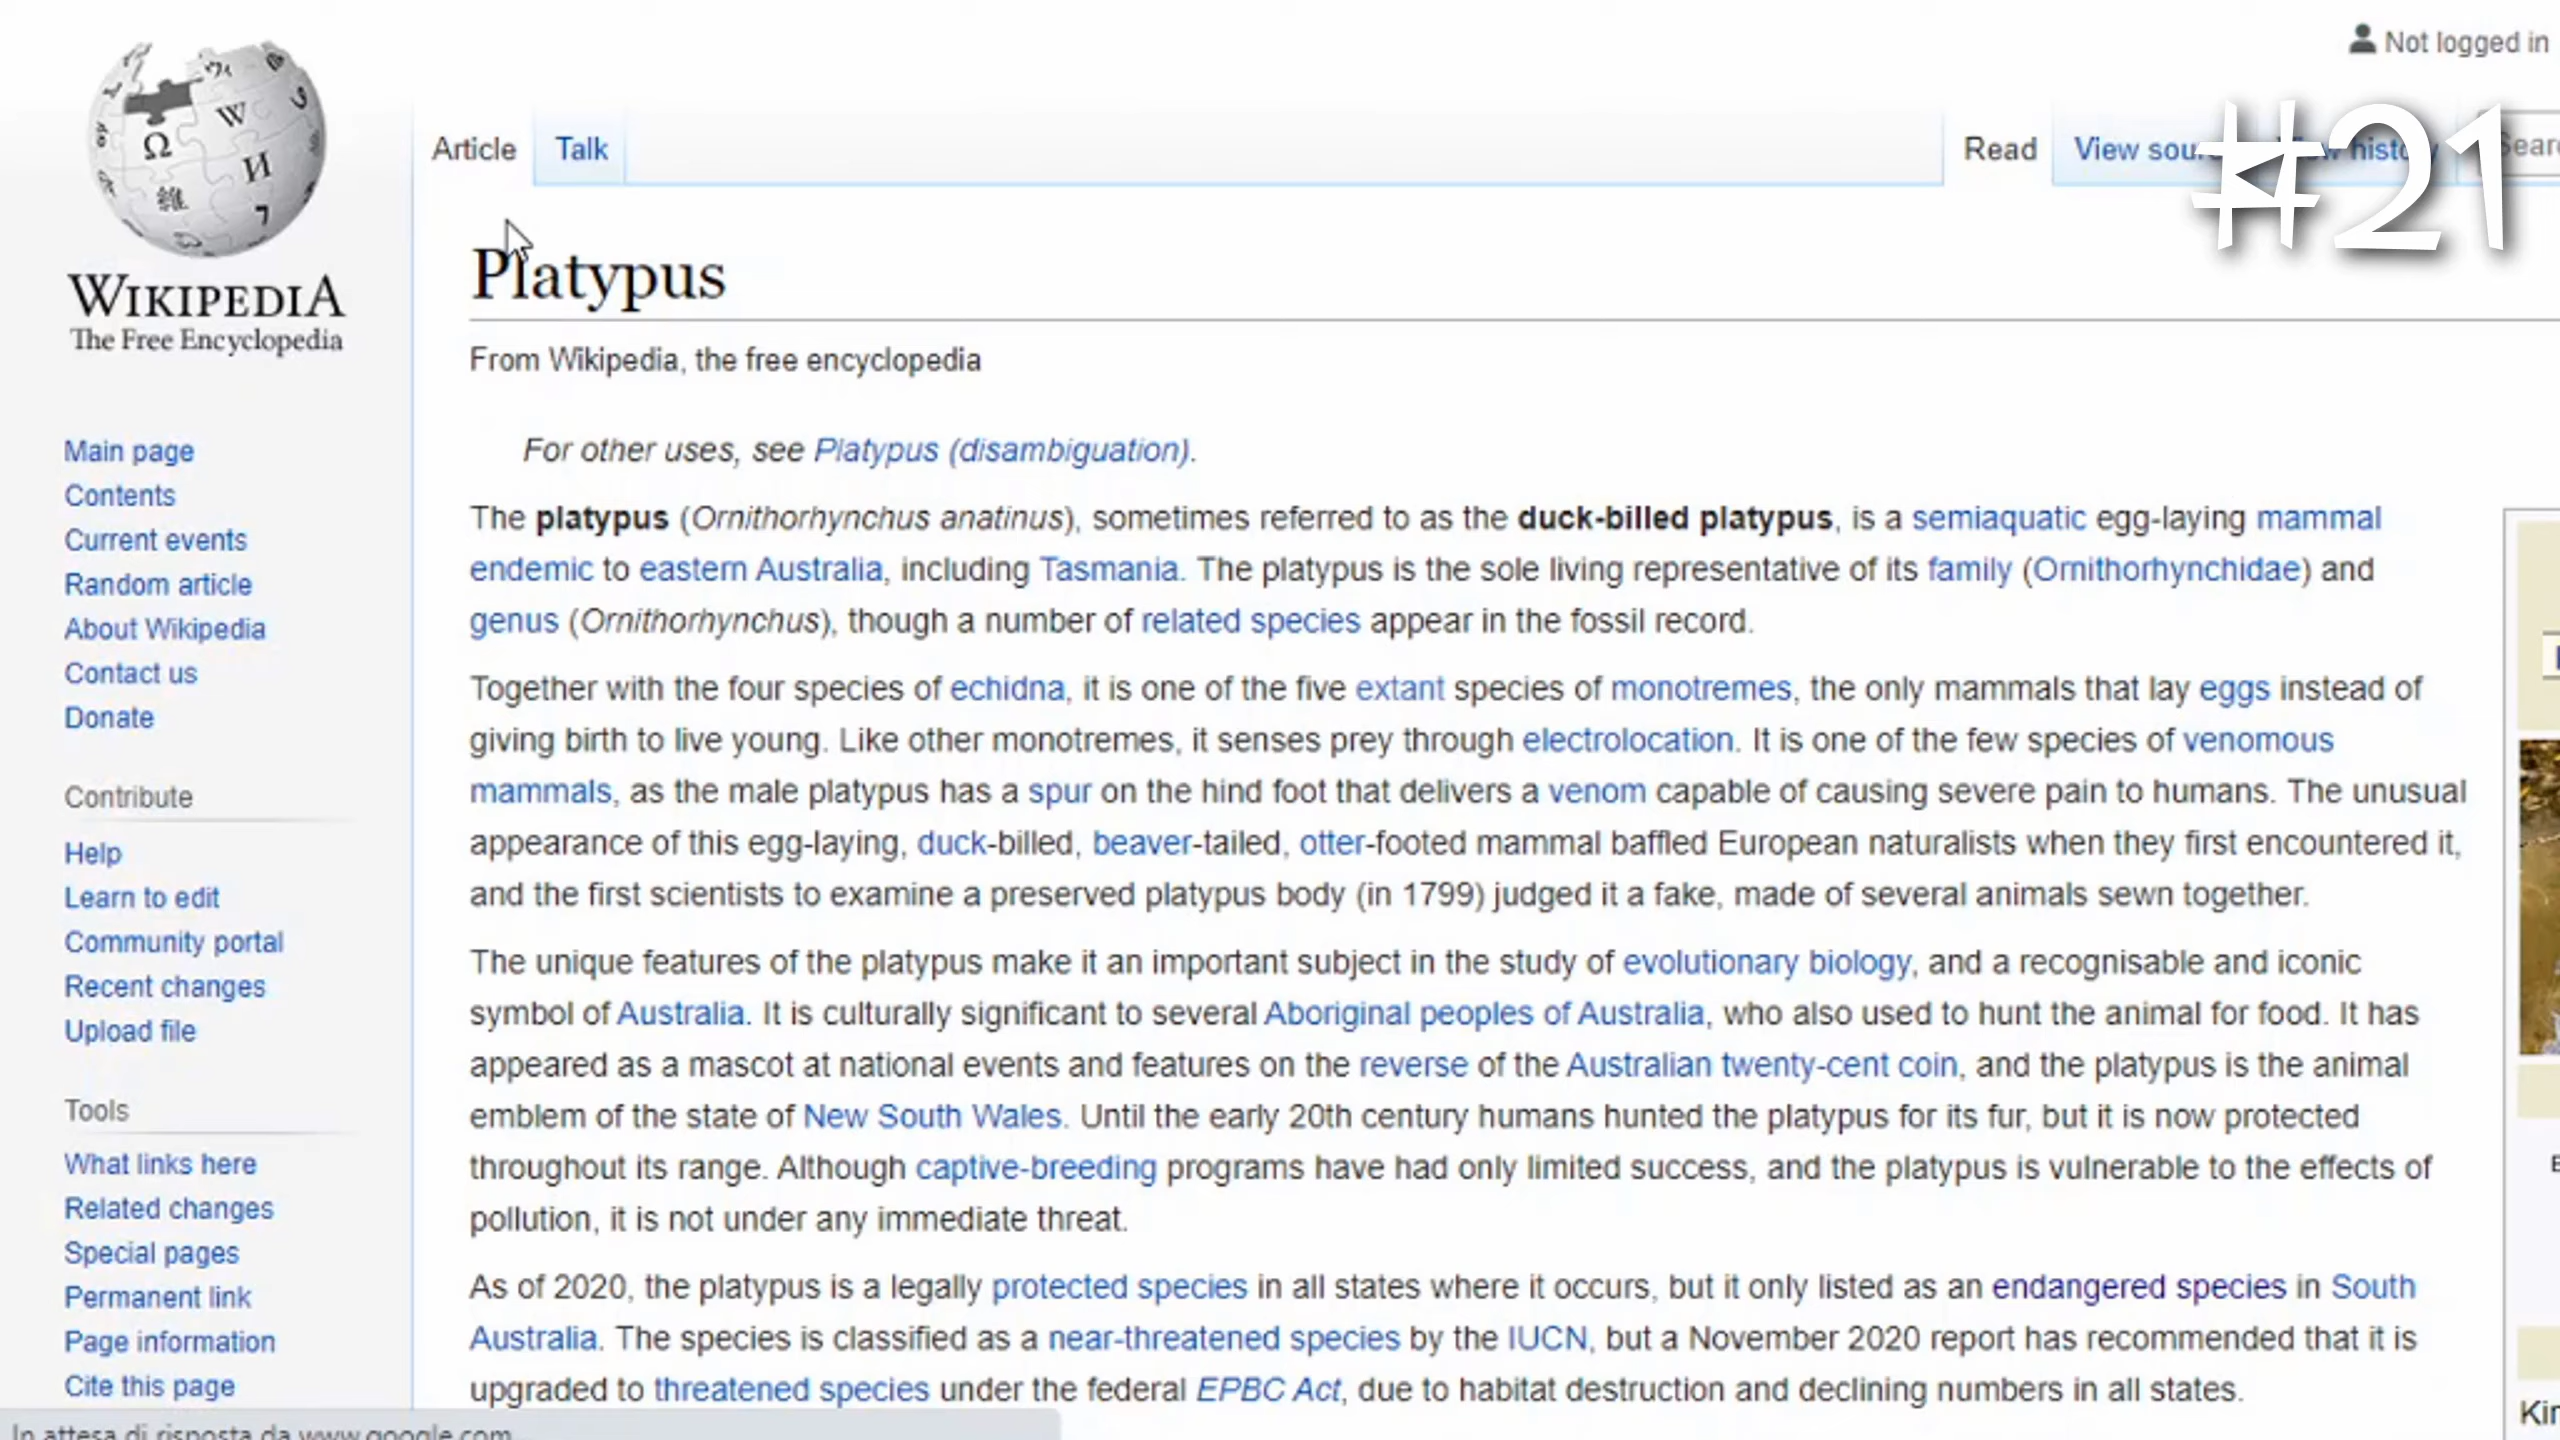 Not logged in
#21
WIKIPEDIA
The Free Encyclopedia
Article
Talk
Read
View
Platypus
From Wikipedia, the free encyclopedia
For other uses, see Platypus (disambiguation).
The platypus (Ornithorhynchus anatinus), sometimes referred to as the duck-billed platypus, is a semiaquatic egg-laying mammal
endemic to eastern Australia, including Tasmania. The platypus is the sole living representative of its family (Ornithorhynchidae) and
genus (Ornithorhynchus), though a number of related species appear in the fossil record.
Together with the four species of echidna, it is one of the five extant species of monotremes, the only mammals that lay eggs instead of
giving birth to live young. Like other monotremes, it senses prey through electrolocation. It is one of the few species of venomous
mammals, as the male platypus has a spur on the hind foot that delivers a venom capable of causing severe pain to humans. The unusual
appearance of this egg-laying, duck-billed, beaver-tailed, otter-footed mammal baffled European naturalists when they first encountered it,
and the first scientists to examine a preserved platypus body (in 1799) judged it a fake, made of several animals sewn together.
The unique features of the platypus make it an important subject in the study of evolutionary biology, and a recognisable and iconic
symbol of Australia. It is culturally significant to several Aboriginal peoples of Australia, who also used to hunt the animal for food. It has
appeared as a mascot at national events and features on the reverse of the Australian twenty-cent coin, and the platypus is the animal
emblem of the state of New South Wales. Until the early 20th century humans hunted the platypus for its fur, but it is now protected
throughout its range. Although captive-breeding programs have had only limited success, and the platypus is vulnerable to the effects of
pollution, it is not under any immediate threat.
As of 2020, the platypus is a legally protected species in all states where it occurs, but it only listed as an endangered species in South
Australia. The species is classified as a near-threatened species by the IUCN, but a November 2020 report has recommended that it is
upgraded to threatened species under the federal EPBC Act, due to habitat destruction and declining numbers in all states.
Main page
Contents
Current events
Random article
About Wikipedia
Contact us
Donate
Contribute
Help
Learn to edit
Community portal
Recent changes
Upload file
Tools
What links here
Related changes
Special pages
Permanent link
Page information
Cite this page
In attesa di risposta da www.google.com...